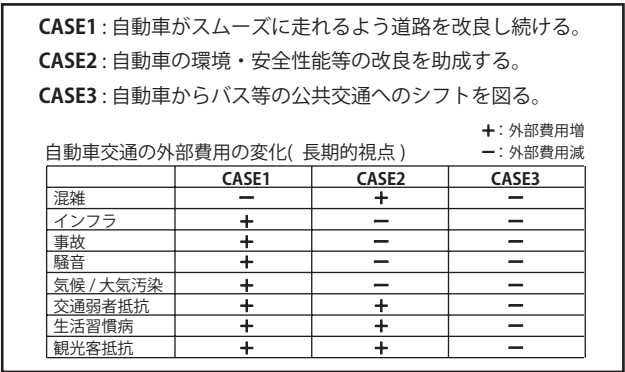 CASE1 : 自動車がスムーズに走れるよう道路を改良し続ける。
CASE2 : 自動車の環境・安全性能等の改良を助成する。
CASE3 : 自動車からバス等の公共交通へのシフトを図る。
＋: 外部費用増
自動車交通の外部費用の変化( 長期的視点 ) －: 外部費用減
CASE1 CASE2 CASE3
混雑 － ＋ －
インフラ ＋ － －
事故 ＋ － －
騒音 ＋ － －
気候 / 大気汚染 ＋ － －
交通弱者抵抗 ＋ ＋ －
生活習慣病 ＋ ＋ －
観光客抵抗 ＋ ＋ －